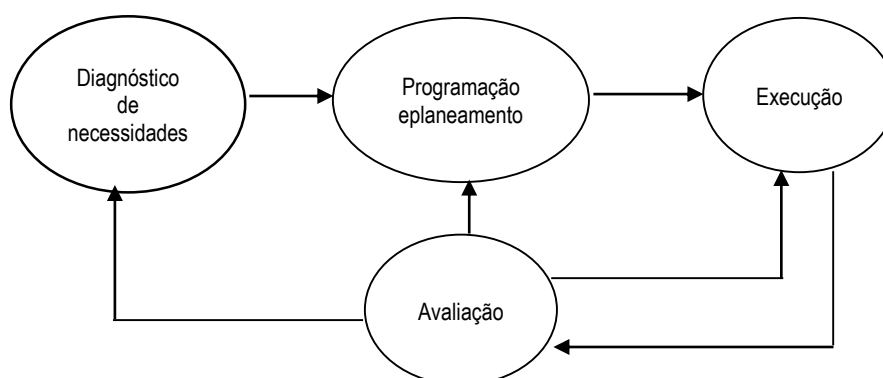 Diagnóstico
de
necessidades
Programação
eplaneamento
Execução
Avaliação